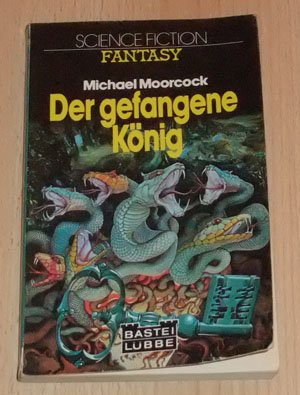 SCIENCE FICTION
FANTASY
Michael Moorcock
Der gefangene
König
BASTEI
LÜBBE